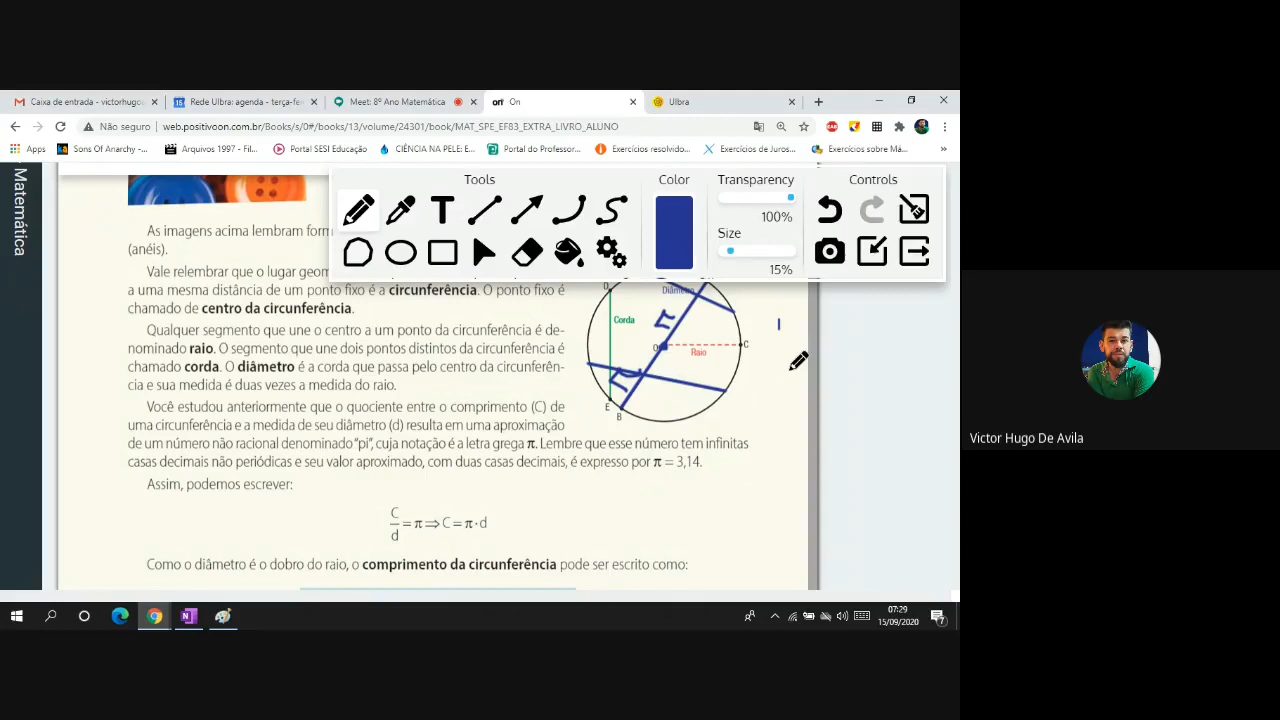 Caixa de entrada - victorhugo
Rede Ulbra: agenda - terça-fe
Meet: 8º Ano Matemática
On
Ulbra
Não seguro
web.positivoon.com.br/Books/s/0#/books/13/volume/24301/book/MAT_SPE_EF83_EXTRA_LIVRO_ALUNO
Apps
Sons Of Anarchy -...
Arquivos 1997 - Fil...
Portal SESI Educação
CIÊNCIA NA PELE: E...
Portal do Professor...
Exercícios resolvido...
Exercícios de Juros...
Exercícios sobre Má...
Matemática
Tools
Color
Transparency
100%
Size
15%
Controls
As imagens acima lembram form
(anéis).
Vale relembrar que o lugar geom
a uma mesma distância de um ponto fixo é a circunferência. O ponto fixo é
chamado de centro da circunferência.
Qualquer segmento que une o centro a um ponto da circunferência é de-
nominado raio. O segmento que une dois pontos distintos da circunferência é
chamado corda. O diâmetro é a corda que passa pelo centro da circunferên-
cia e sua medida é duas vezes a medida do raio.
Você estudou anteriormente que o quociente entre o comprimento (C) de
uma circunferência e a medida de seu diâmetro (d) resulta em uma aproximação
de um número não racional denominado “pi”, cuja notação é a letra grega π. Lembre que esse número tem infinitas
casas decimais não periódicas e seu valor aproximado, com duas casas decimais, é expresso por π = 3,14.
Assim, podemos escrever:
C/d = π ⇒ C = π · d
Como o diâmetro é o dobro do raio, o comprimento da circunferência pode ser escrito como:
D
Diâmetro
Corda
O
Raio
C
E
B
Victor Hugo De Avila
07:29
15/09/2020